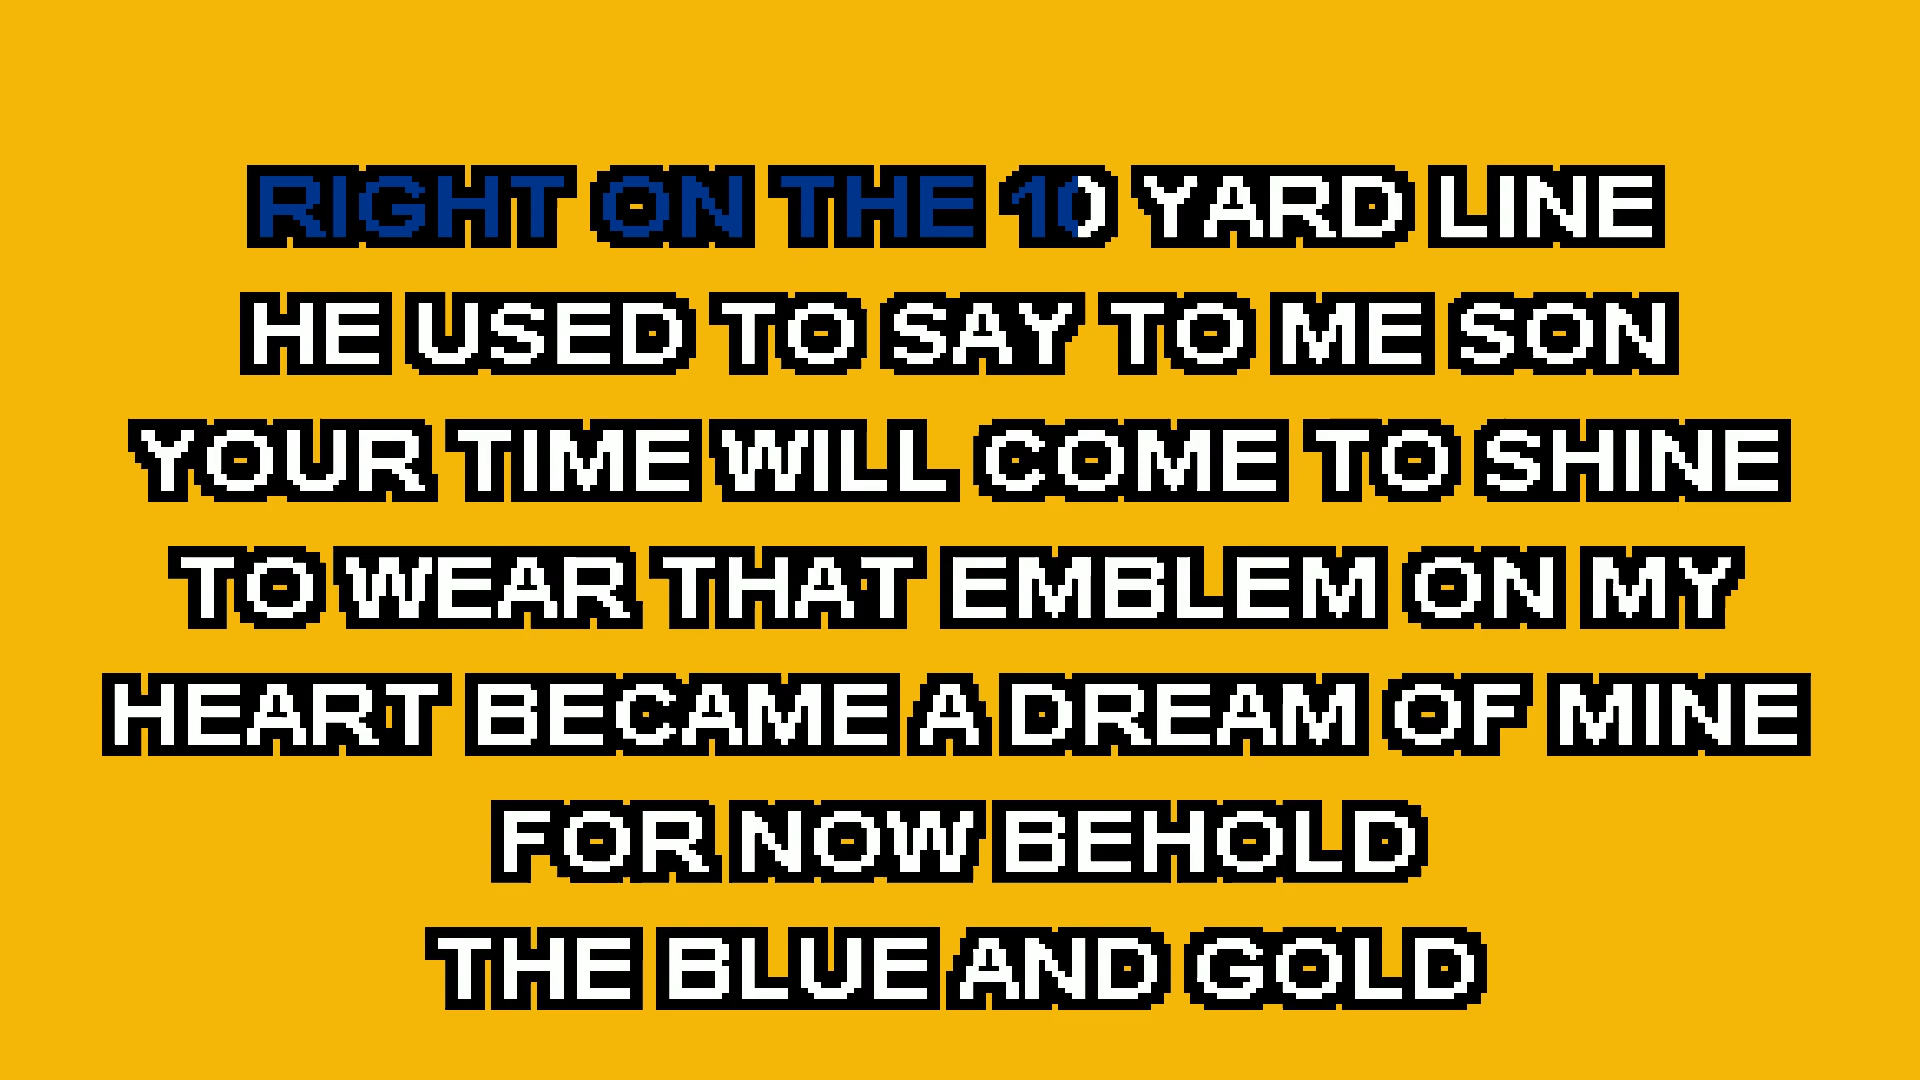 RIGHT ON THE 10 YARD LINE
HE USED TO SAY TO ME SON
YOUR TIME WILL COME TO SHINE
TO WEAR THAT EMBLEM ON MY
HEART BECAME A DREAM OF MINE
FOR NOW BEHOLD
THE BLUE AND GOLD